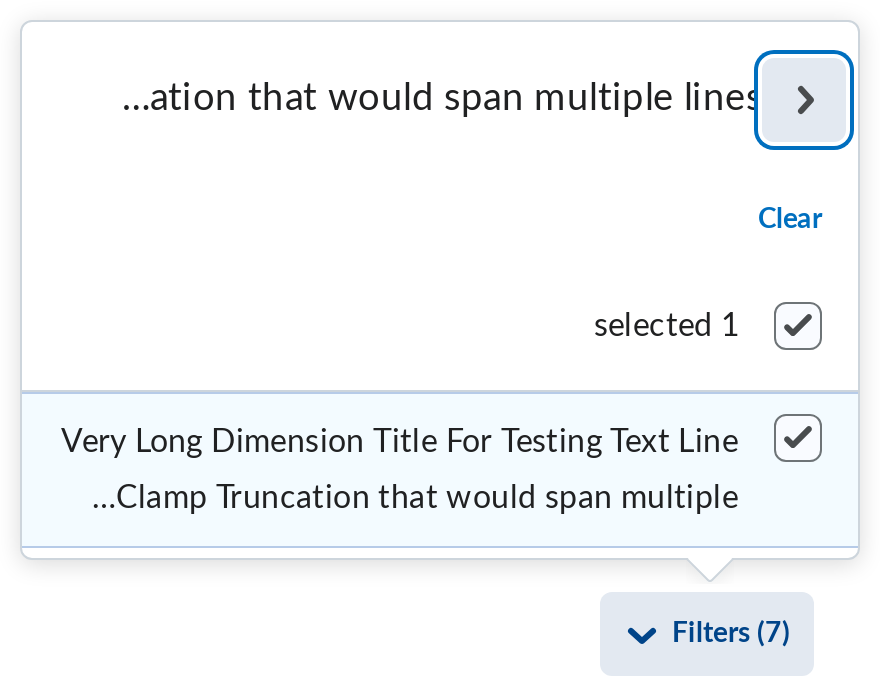 ...ation that would span multiple lines
Clear
selected 1
Very Long Dimension Title For Testing Text Line
...Clamp Truncation that would span multiple
Filters (7)